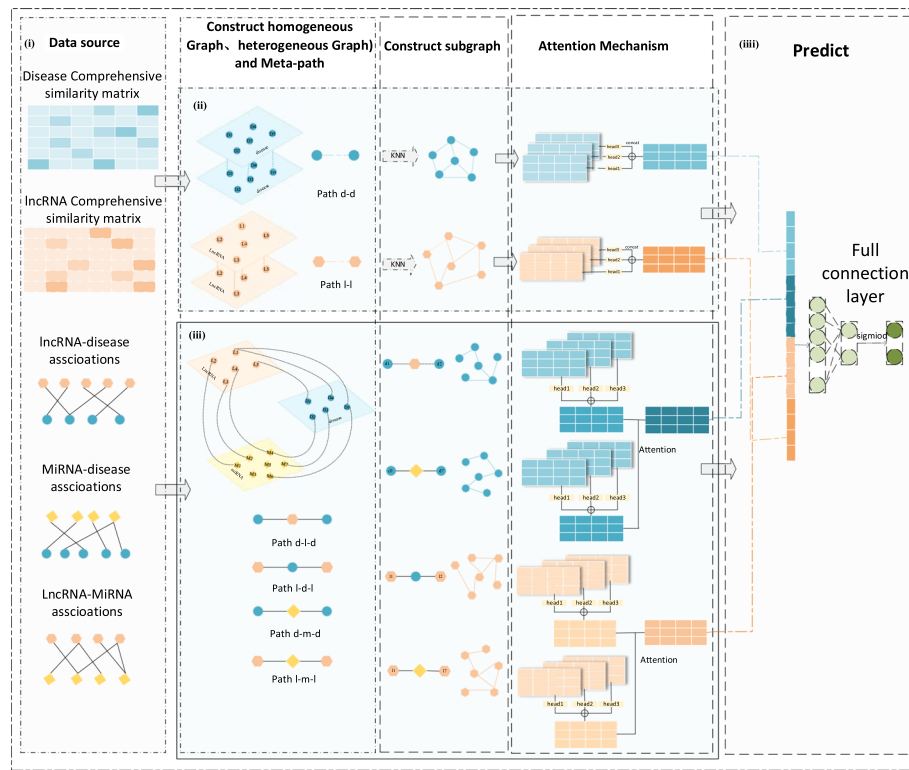 (i)
Data source
Disease Comprehensive
similarity matrix
lncRNA Comprehensive
similarity matrix
lncRNA-disease
asscioations
MiRNA-disease
asscioations
LncRNA-MiRNA
asscioations
Construct homogeneous
Graph、heterogeneous Graph)
and Meta-path
Construct subgraph
Attention Mechanism
(iiii)
Predict
(ii)
Path d-d
KNN
head3
head2
head1
concat
LncRNA
LncRNA
Path l-l
KNN
head3
head2
head1
concat
(iii)
LncRNA
Path d-l-d
Path l-d-l
Path d-m-d
Path l-m-l
head1
head2
head3
Attention
head1
head2
head3
head1
head2
head3
Attention
head1
head2
head3
Full
connection
layer
sigmiod